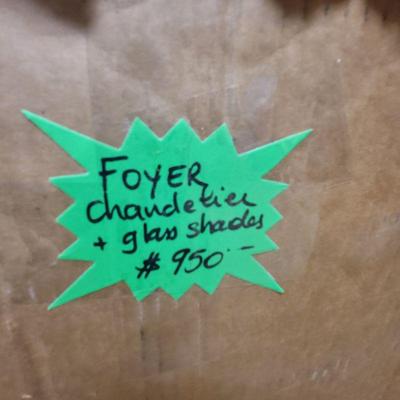 FOYER
chandelier
+ glass shades
$ 950.—